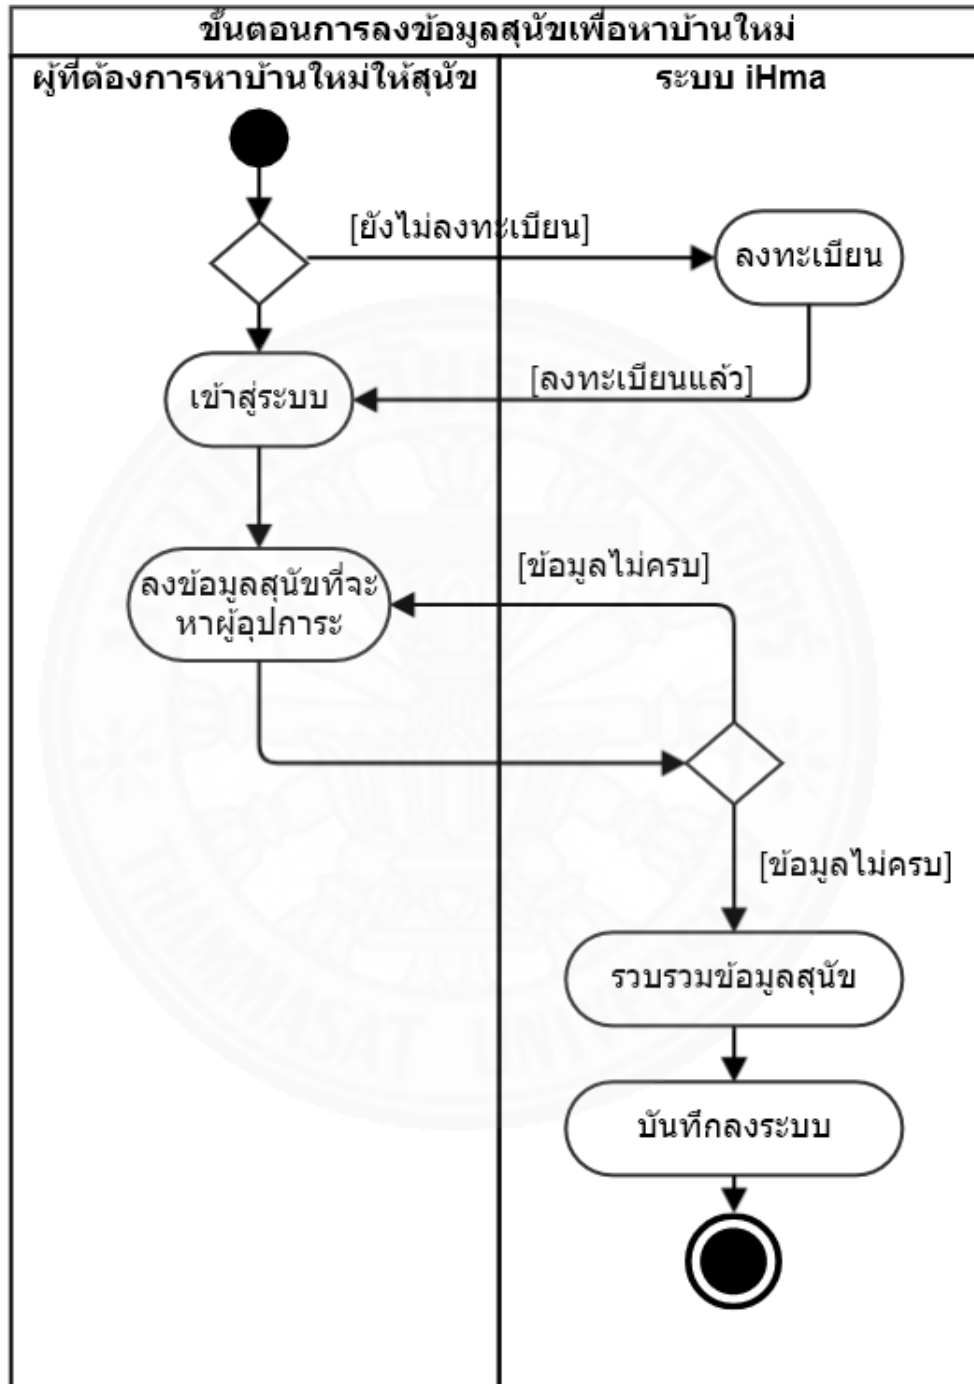 ขั้นตอนการลงข้อมูลสุนัขเพื่อหาบ้านใหม่
ผู้ที่ต้องการหาบ้านใหม่ให้สุนัข
ระบบ iHma
[ยังไม่ลงทะเบียน]
ลงทะเบียน
[ลงทะเบียนแล้ว]
เข้าสู่ระบบ
[ข้อมูลไม่ครบ]
ลงข้อมูลสุนัขที่จะ
หาผู้อุปการะ
[ข้อมูลไม่ครบ]
รวบรวมข้อมูลสุนัข
บันทึกลงระบบ
THAMMASAT UNIVERSITY